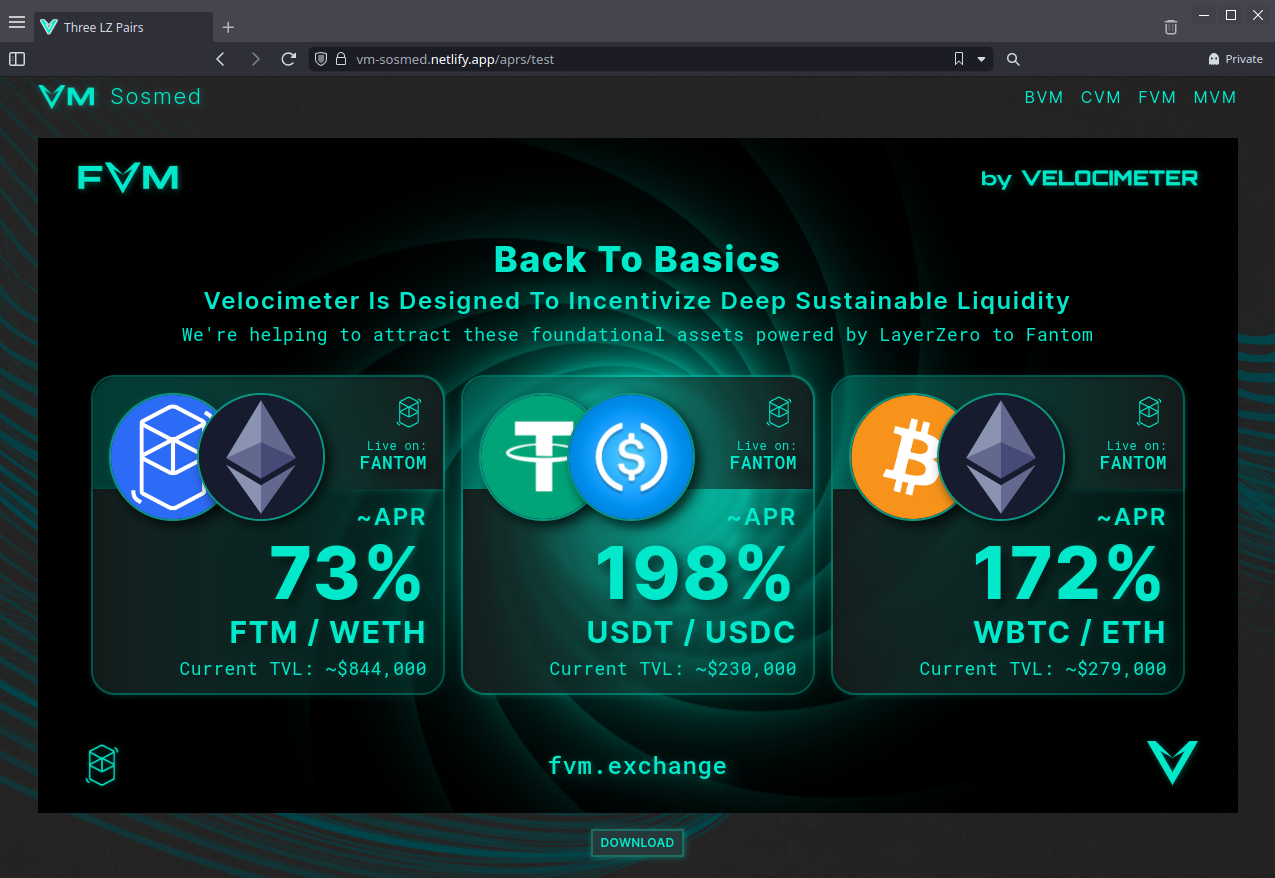 Three LZ Pairs
vm-sosmed.netlify.app/aprs/test
Private
VM Sosmed
BVM CVM FVM MVM
FVM
by VELOCIMETER
Back To Basics
Velocimeter Is Designed To Incentivize Deep Sustainable Liquidity
We're helping to attract these foundational assets powered by LayerZero to Fantom
Live on:
FANTOM
~APR
73%
FTM / WETH
Current TVL: ~$844,000
Live on:
FANTOM
~APR
198%
USDT / USDC
Current TVL: ~$230,000
Live on:
FANTOM
~APR
172%
WBTC / ETH
Current TVL: ~$279,000
fvm.exchange
DOWNLOAD